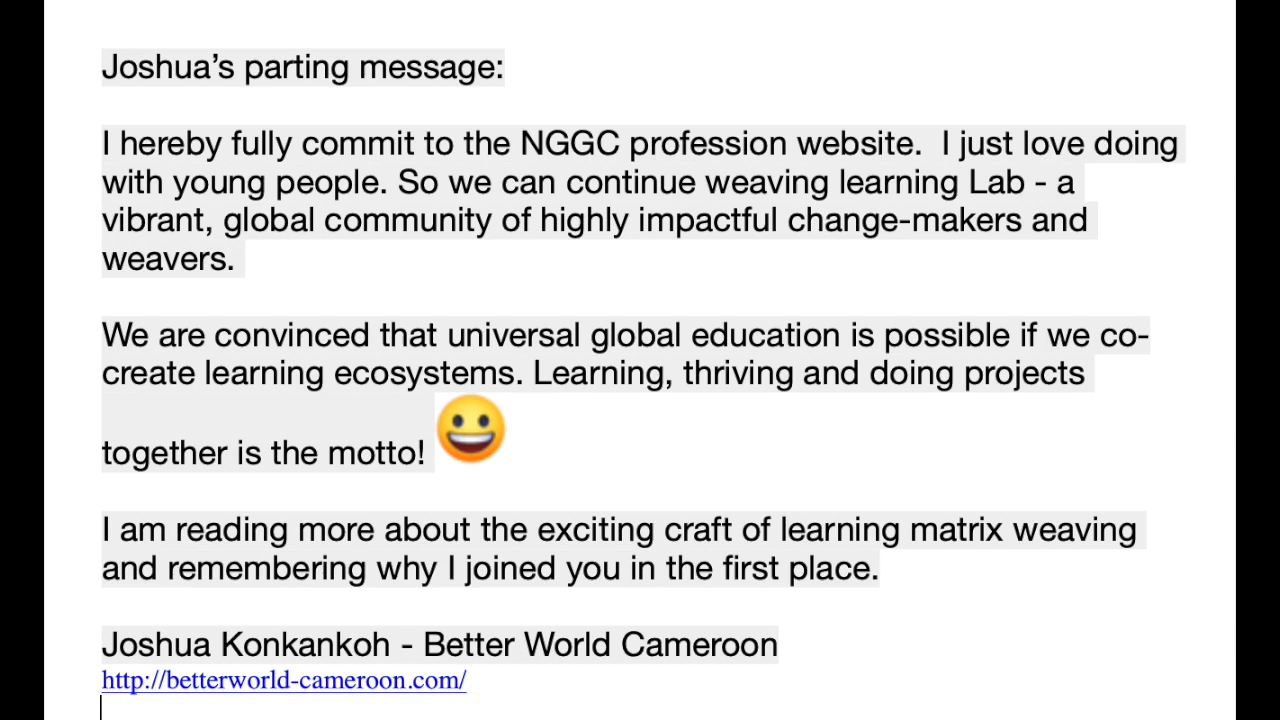 Joshua’s parting message:
I hereby fully commit to the NGGC profession website.  I just love doing
with young people. So we can continue weaving learning Lab - a
vibrant, global community of highly impactful change-makers and
weavers.
We are convinced that universal global education is possible if we co-
create learning ecosystems. Learning, thriving and doing projects
together is the motto! 😀
I am reading more about the exciting craft of learning matrix weaving
and remembering why I joined you in the first place.
Joshua Konkankoh - Better World Cameroon
http://betterworld-cameroon.com/